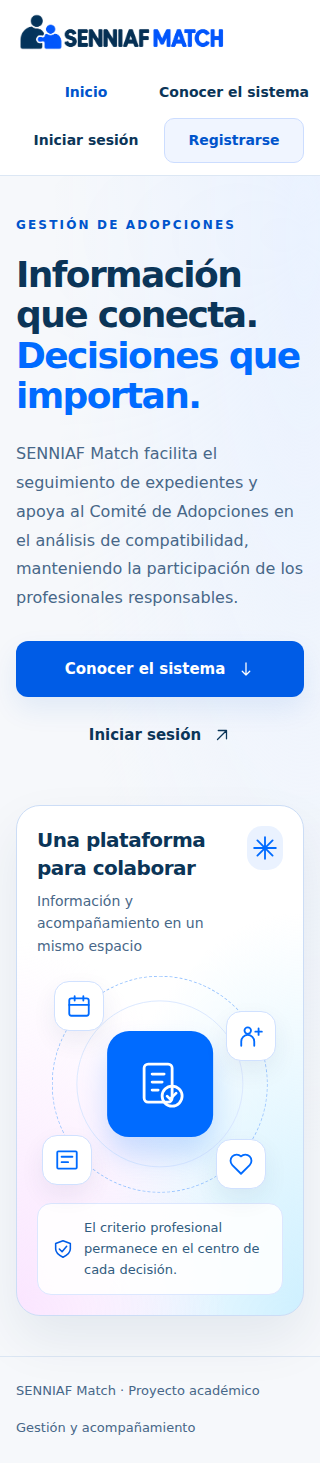 SENNIAF MATCH
Inicio
Conocer el sistema
Iniciar sesión
Registrarse
GESTIÓN DE ADOPCIONES
Información
que conecta.
Decisiones que
importan.
SENNIAF Match facilita el
seguimiento de expedientes y
apoya al Comité de Adopciones en
el análisis de compatibilidad,
manteniendo la participación de los
profesionales responsables.
Conocer el sistema
Iniciar sesión
Una plataforma
para colaborar
Información y
acompañamiento en un
mismo espacio
El criterio profesional
permanece en el centro de
cada decisión.
SENNIAF Match · Proyecto académico
Gestión y acompañamiento